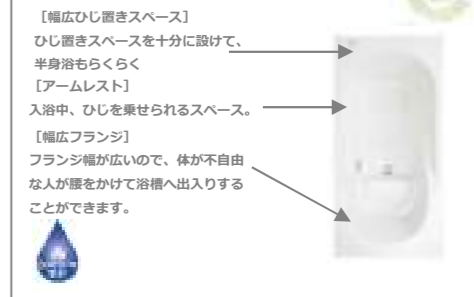 [幅広ひじ置きスペース]
ひじ置きスペースを十分に設けて、
半身浴もらくらく
[アームレスト]
入浴中、ひじを乗せられるスペース。
[幅広フランジ]
フランジ幅が広いので、体が不自由
な人が腰をかけて浴槽へ出入りする
ことができます。